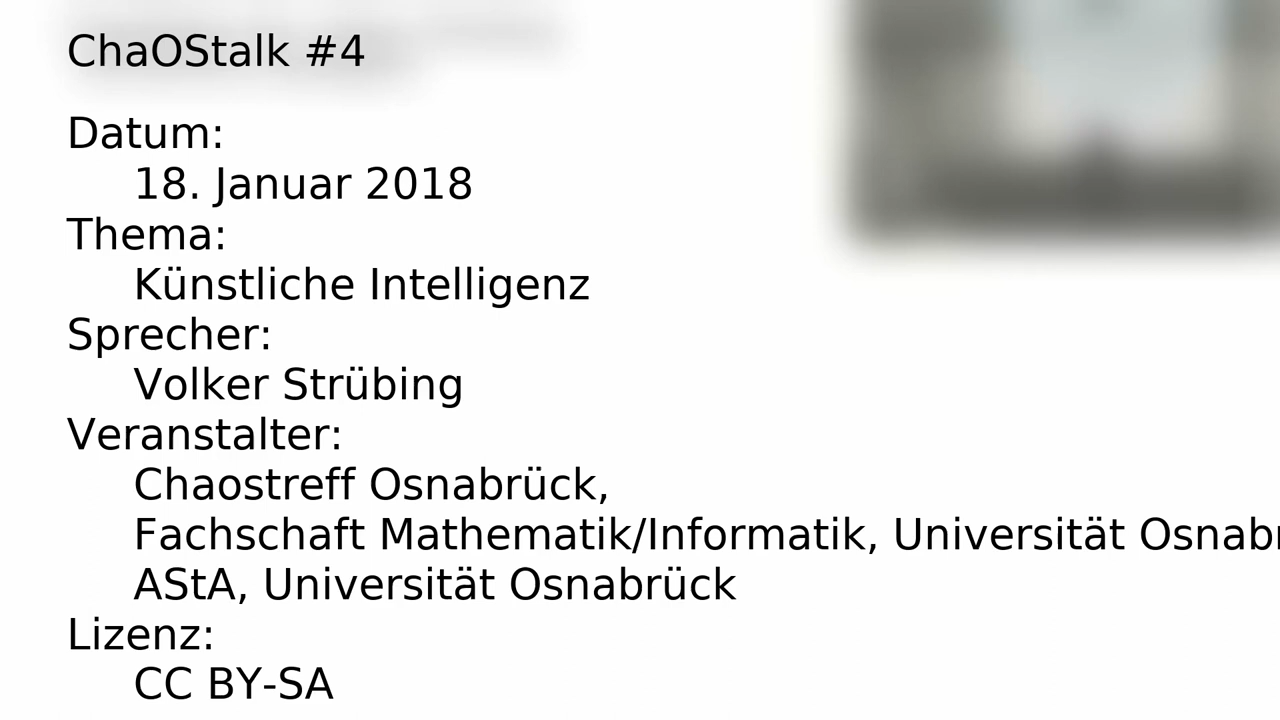 ChaOStalk #4
Datum:
18. Januar 2018
Thema:
Künstliche Intelligenz
Sprecher:
Volker Strübing
Veranstalter:
Chaostreff Osnabrück,
Fachschaft Mathematik/Informatik, Universität Osnabr
AStA, Universität Osnabrück
Lizenz:
CC BY-SA